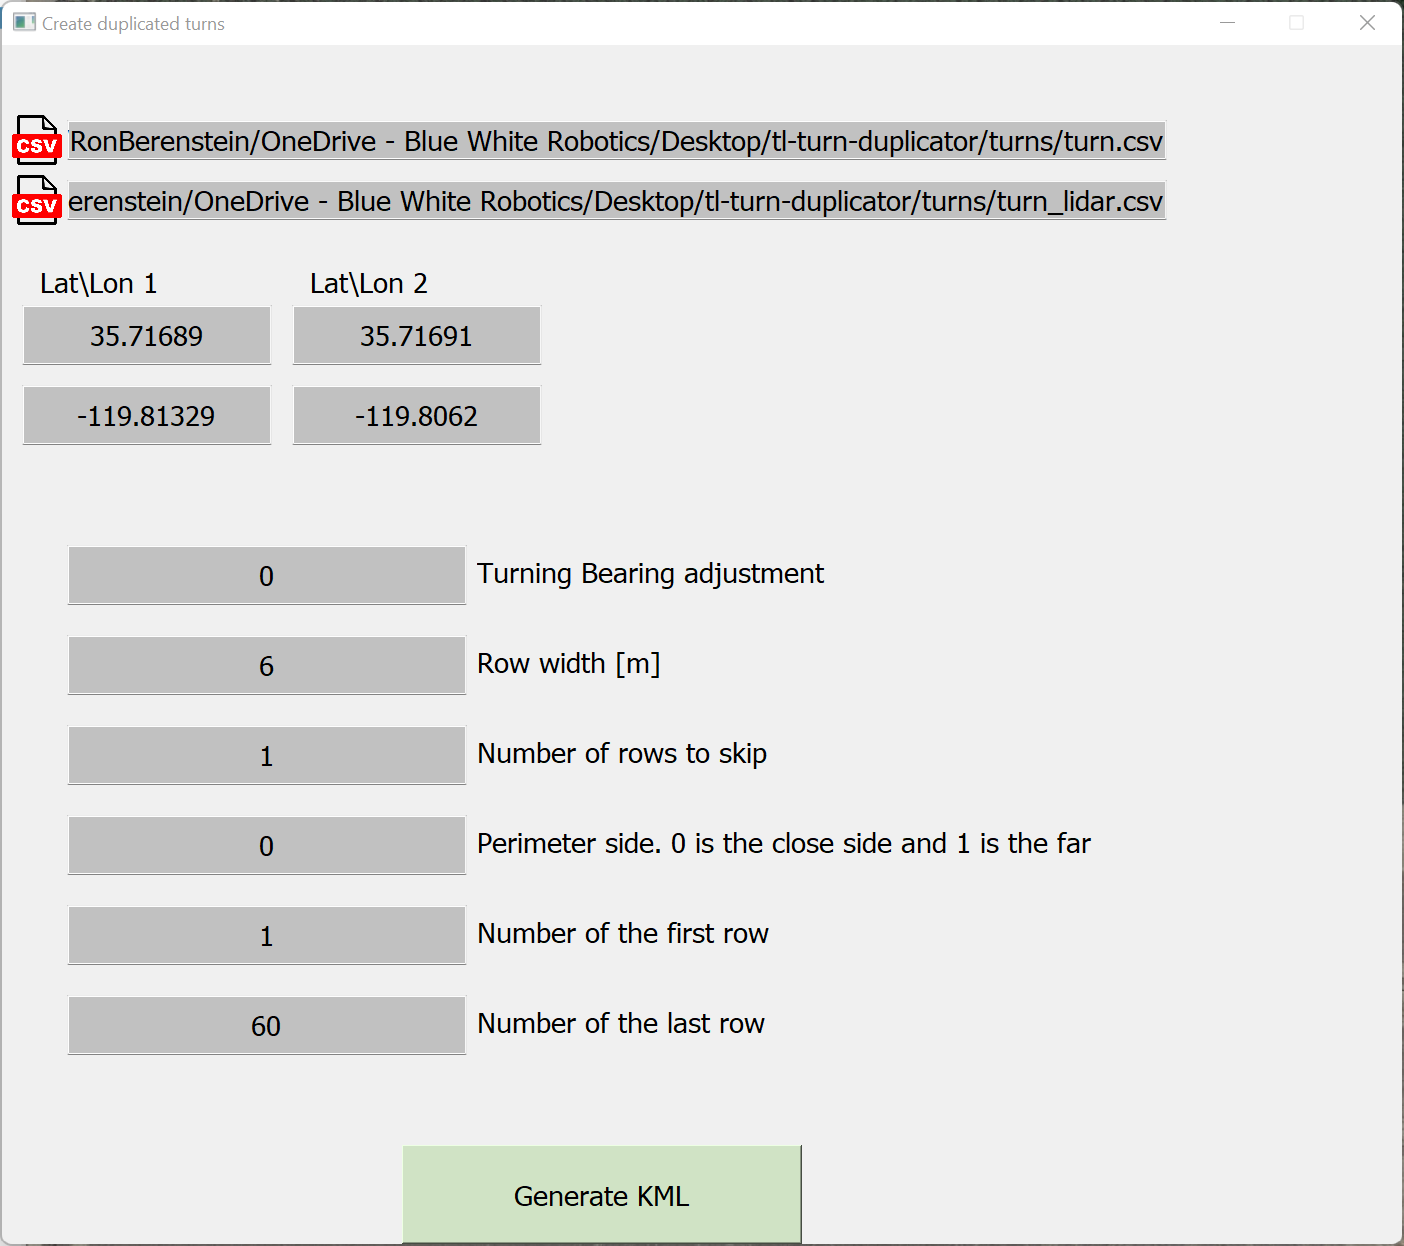 Create duplicated turns
CSV RonBerenstein/OneDrive - Blue White Robotics/Desktop/tl-turn-duplicator/turns/turn.csv
CSV erenstein/OneDrive - Blue White Robotics/Desktop/tl-turn-duplicator/turns/turn_lidar.csv
Lat\Lon 1 Lat\Lon 2
35.71689 35.71691
-119.81329 -119.8062
0 Turning Bearing adjustment
6 Row width [m]
1 Number of rows to skip
0 Perimeter side. 0 is the close side and 1 is the far
1 Number of the first row
60 Number of the last row
Generate KML